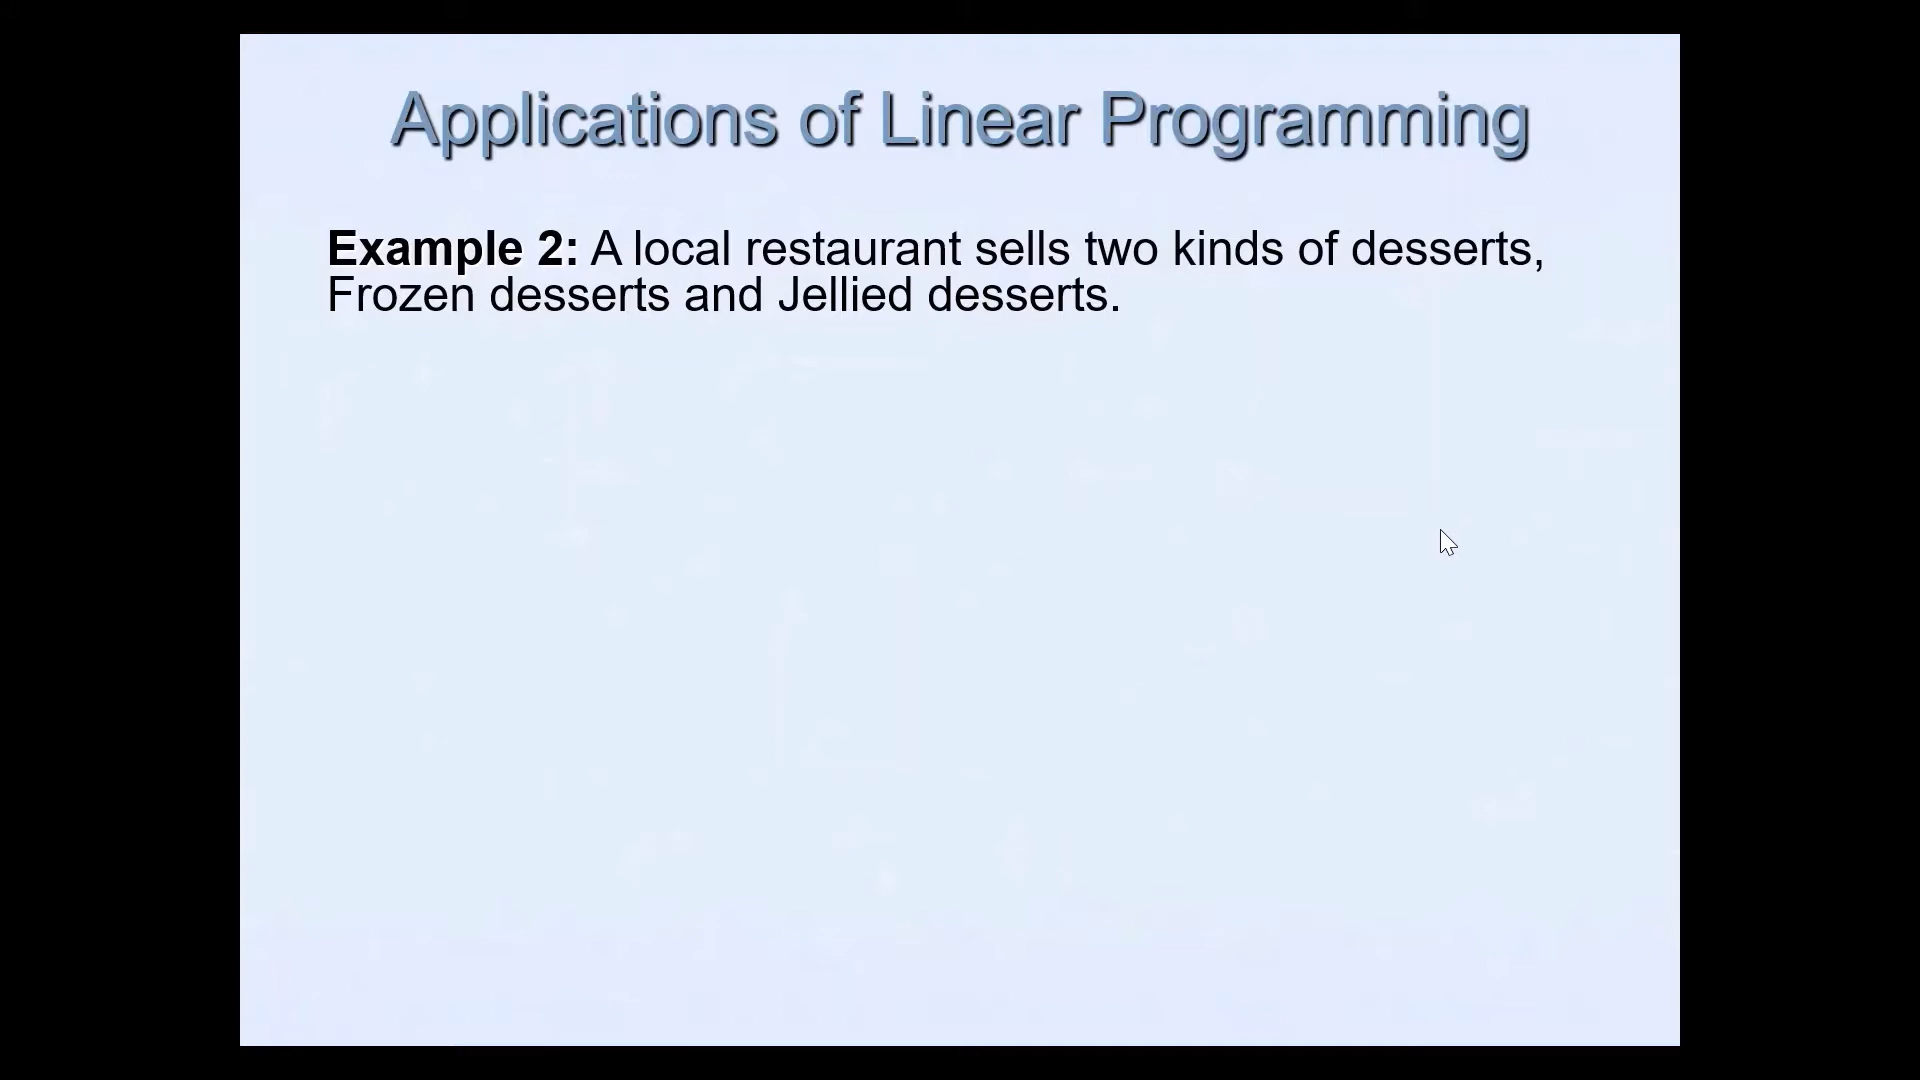 Applications of Linear Programming
Example 2: A local restaurant sells two kinds of desserts,
Frozen desserts and Jellied desserts.